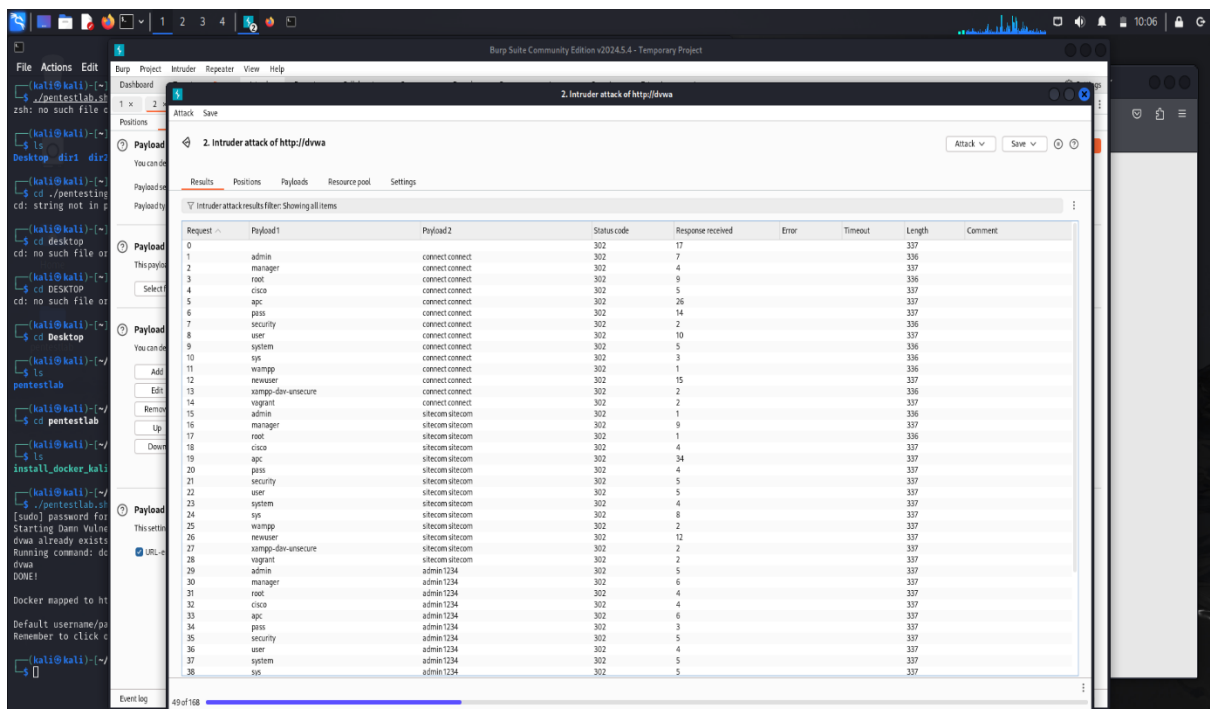 1 2 3 4
10:06
Burp Suite Community Edition v2024.5.4 - Temporary Project
File Actions Edit
Burp Project Intruder Repeater View Help
Dashboard
1 × 2
Positions
Payload
You can de
Payload se
Payload ty
Payload
This payloa
Select f
Payload
You can de
Add
Edit
Remov
Up
Down
Payload
This settin
URL-e
Event log
┌──(kali㉿kali)-[~]
└─$ ./pentestlab.sh
zsh: no such file o
┌──(kali㉿kali)-[~]
└─$ ls
Desktop dir1 dir2
┌──(kali㉿kali)-[~]
└─$ cd ./pentesting
cd: string not in p
┌──(kali㉿kali)-[~]
└─$ cd desktop
cd: no such file or
┌──(kali㉿kali)-[~]
└─$ cd DESKTOP
cd: no such file or
┌──(kali㉿kali)-[~]
└─$ cd Desktop
┌──(kali㉿kali)-[~/
└─$ ls
pentestlab
┌──(kali㉿kali)-[~/
└─$ cd pentestlab
┌──(kali㉿kali)-[~/
└─$ ls
install_docker_kali
┌──(kali㉿kali)-[~/
└─$ ./pentestlab.sh
[sudo] password for
Starting Damn Vulne
dvwa already exists
Running command: do
dvwa
DONE!
Docker mapped to ht
Default username/pa
Remember to click c
┌──(kali㉿kali)-[~/
└─$
2. Intruder attack of http://dvwa
Attack Save
2. Intruder attack of http://dvwa
Attack Save
Results Positions Payloads Resource pool Settings
Intruder attack results filter: Showing all items
Request Payload 1 Payload 2 Status code Response received Error Timeout Length Comment
0 302 17 337
1 admin connect connect 302 7 336
2 manager connect connect 302 4 337
3 root connect connect 302 9 336
4 cisco connect connect 302 5 337
5 apc connect connect 302 26 337
6 pass connect connect 302 14 337
7 security connect connect 302 2 336
8 user connect connect 302 10 337
9 system connect connect 302 5 336
10 sys connect connect 302 3 336
11 wampp connect connect 302 1 336
12 newuser connect connect 302 15 337
13 xampp-dav-unsecure connect connect 302 2 336
14 vagrant connect connect 302 2 337
15 admin sitecom sitecom 302 1 336
16 manager sitecom sitecom 302 9 337
17 root sitecom sitecom 302 1 336
18 cisco sitecom sitecom 302 4 337
19 apc sitecom sitecom 302 34 337
20 pass sitecom sitecom 302 4 337
21 security sitecom sitecom 302 5 337
22 user sitecom sitecom 302 5 337
23 system sitecom sitecom 302 4 337
24 sys sitecom sitecom 302 8 337
25 wampp sitecom sitecom 302 2 337
26 newuser sitecom sitecom 302 12 337
27 xampp-dav-unsecure sitecom sitecom 302 2 337
28 vagrant sitecom sitecom 302 2 337
29 admin admin1234 302 5 337
30 manager admin1234 302 6 337
31 root admin1234 302 4 337
32 cisco admin1234 302 4 337
33 apc admin1234 302 6 337
34 pass admin1234 302 3 337
35 security admin1234 302 5 337
36 user admin1234 302 4 337
37 system admin1234 302 5 337
38 sys admin1234 302 5 337
49 of 168